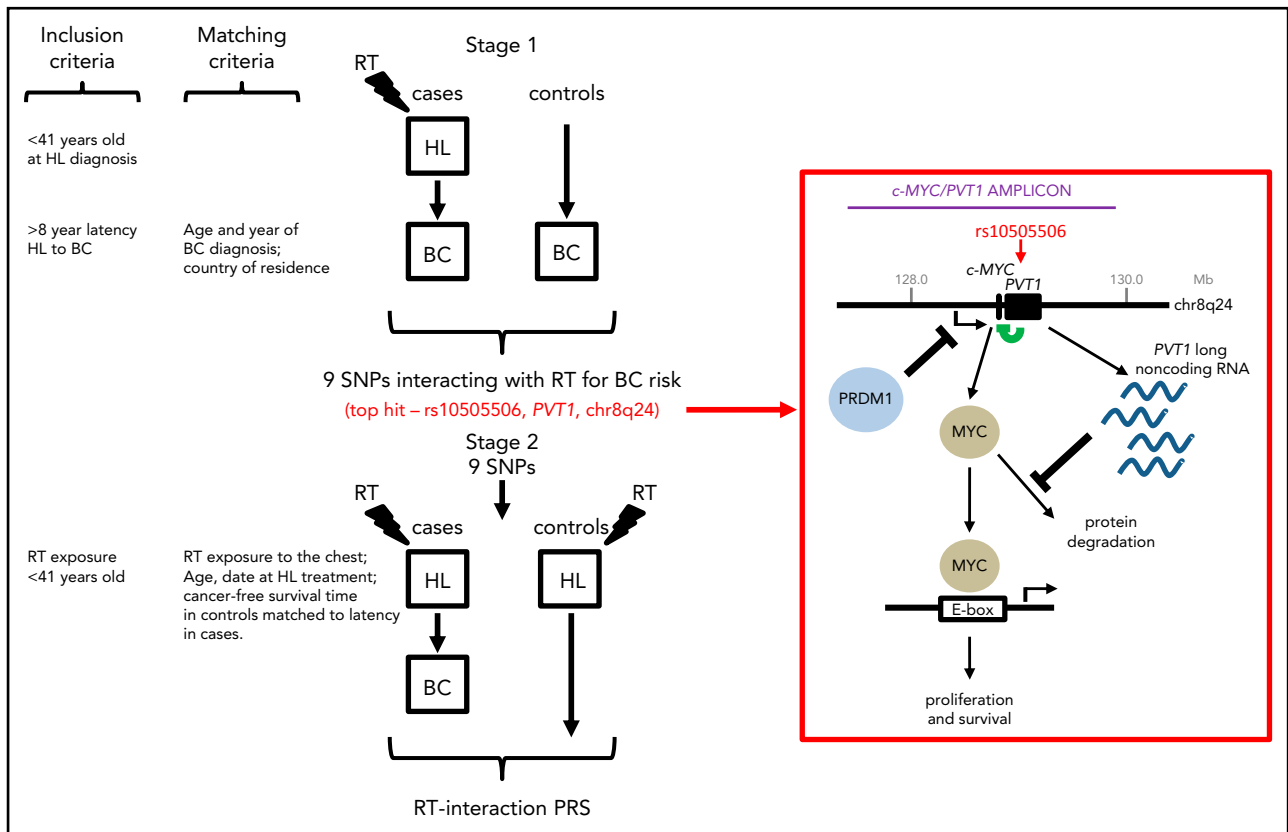 Inclusion
criteria
Matching
criteria
Stage 1
RT
cases
controls
<41 years old
at HL diagnosis
HL
>8 year latency
HL to BC
Age and year of
BC diagnosis;
country of residence
BC
BC
9 SNPs interacting with RT for BC risk
(top hit – rs10505506, PVT1, chr8q24)
Stage 2
9 SNPs
RT
RT
cases
controls
RT exposure
<41 years old
RT exposure to the chest;
Age, date at HL treatment;
cancer-free survival time
in controls matched to latency
in cases.
HL
HL
BC
RT-interaction PRS
c-MYC/PVT1 AMPLICON
rs10505506
c-MYC
PVT1
128.0
130.0
Mb
chr8q24
PVT1 long
noncoding RNA
PRDM1
MYC
protein
degradation
MYC
E-box
proliferation
and survival